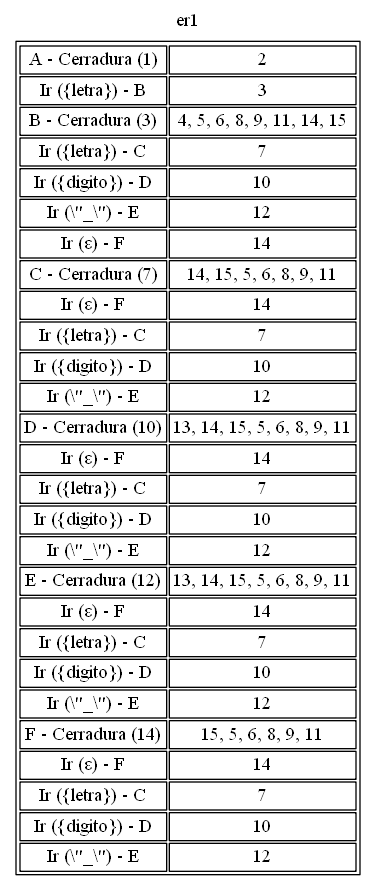 er1
A - Cerradura (1) 2
Ir ({letra}) - B 3
B - Cerradura (3) 4, 5, 6, 8, 9, 11, 14, 15
Ir ({letra}) - C 7
Ir ({digito}) - D 10
Ir (\"_\") - E 12
Ir (ε) - F 14
C - Cerradura (7) 14, 15, 5, 6, 8, 9, 11
Ir (ε) - F 14
Ir ({letra}) - C 7
Ir ({digito}) - D 10
Ir (\"_\") - E 12
D - Cerradura (10) 13, 14, 15, 5, 6, 8, 9, 11
Ir (ε) - F 14
Ir ({letra}) - C 7
Ir ({digito}) - D 10
Ir (\"_\") - E 12
E - Cerradura (12) 13, 14, 15, 5, 6, 8, 9, 11
Ir (ε) - F 14
Ir ({letra}) - C 7
Ir ({digito}) - D 10
Ir (\"_\") - E 12
F - Cerradura (14) 15, 5, 6, 8, 9, 11
Ir (ε) - F 14
Ir ({letra}) - C 7
Ir ({digito}) - D 10
Ir (\"_\") - E 12